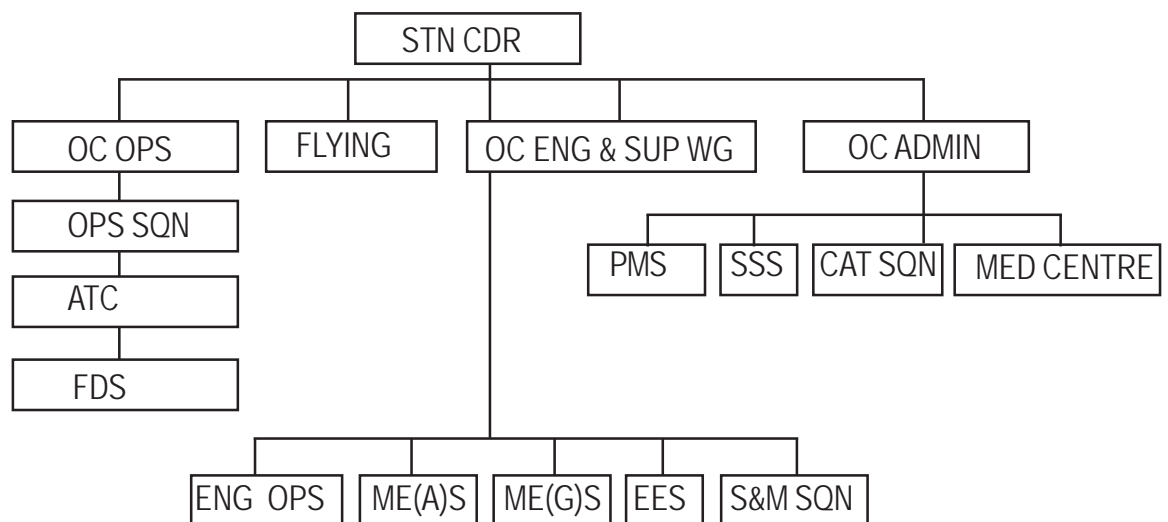 STN CDR
OC OPS
FLYING
OC ENG & SUP WG
OC ADMIN
OPS SQN
PMS
SSS
CAT SQN
MED CENTRE
ATC
FDS
ENG OPS
ME(A)S
ME(G)S
EES
S&M SQN